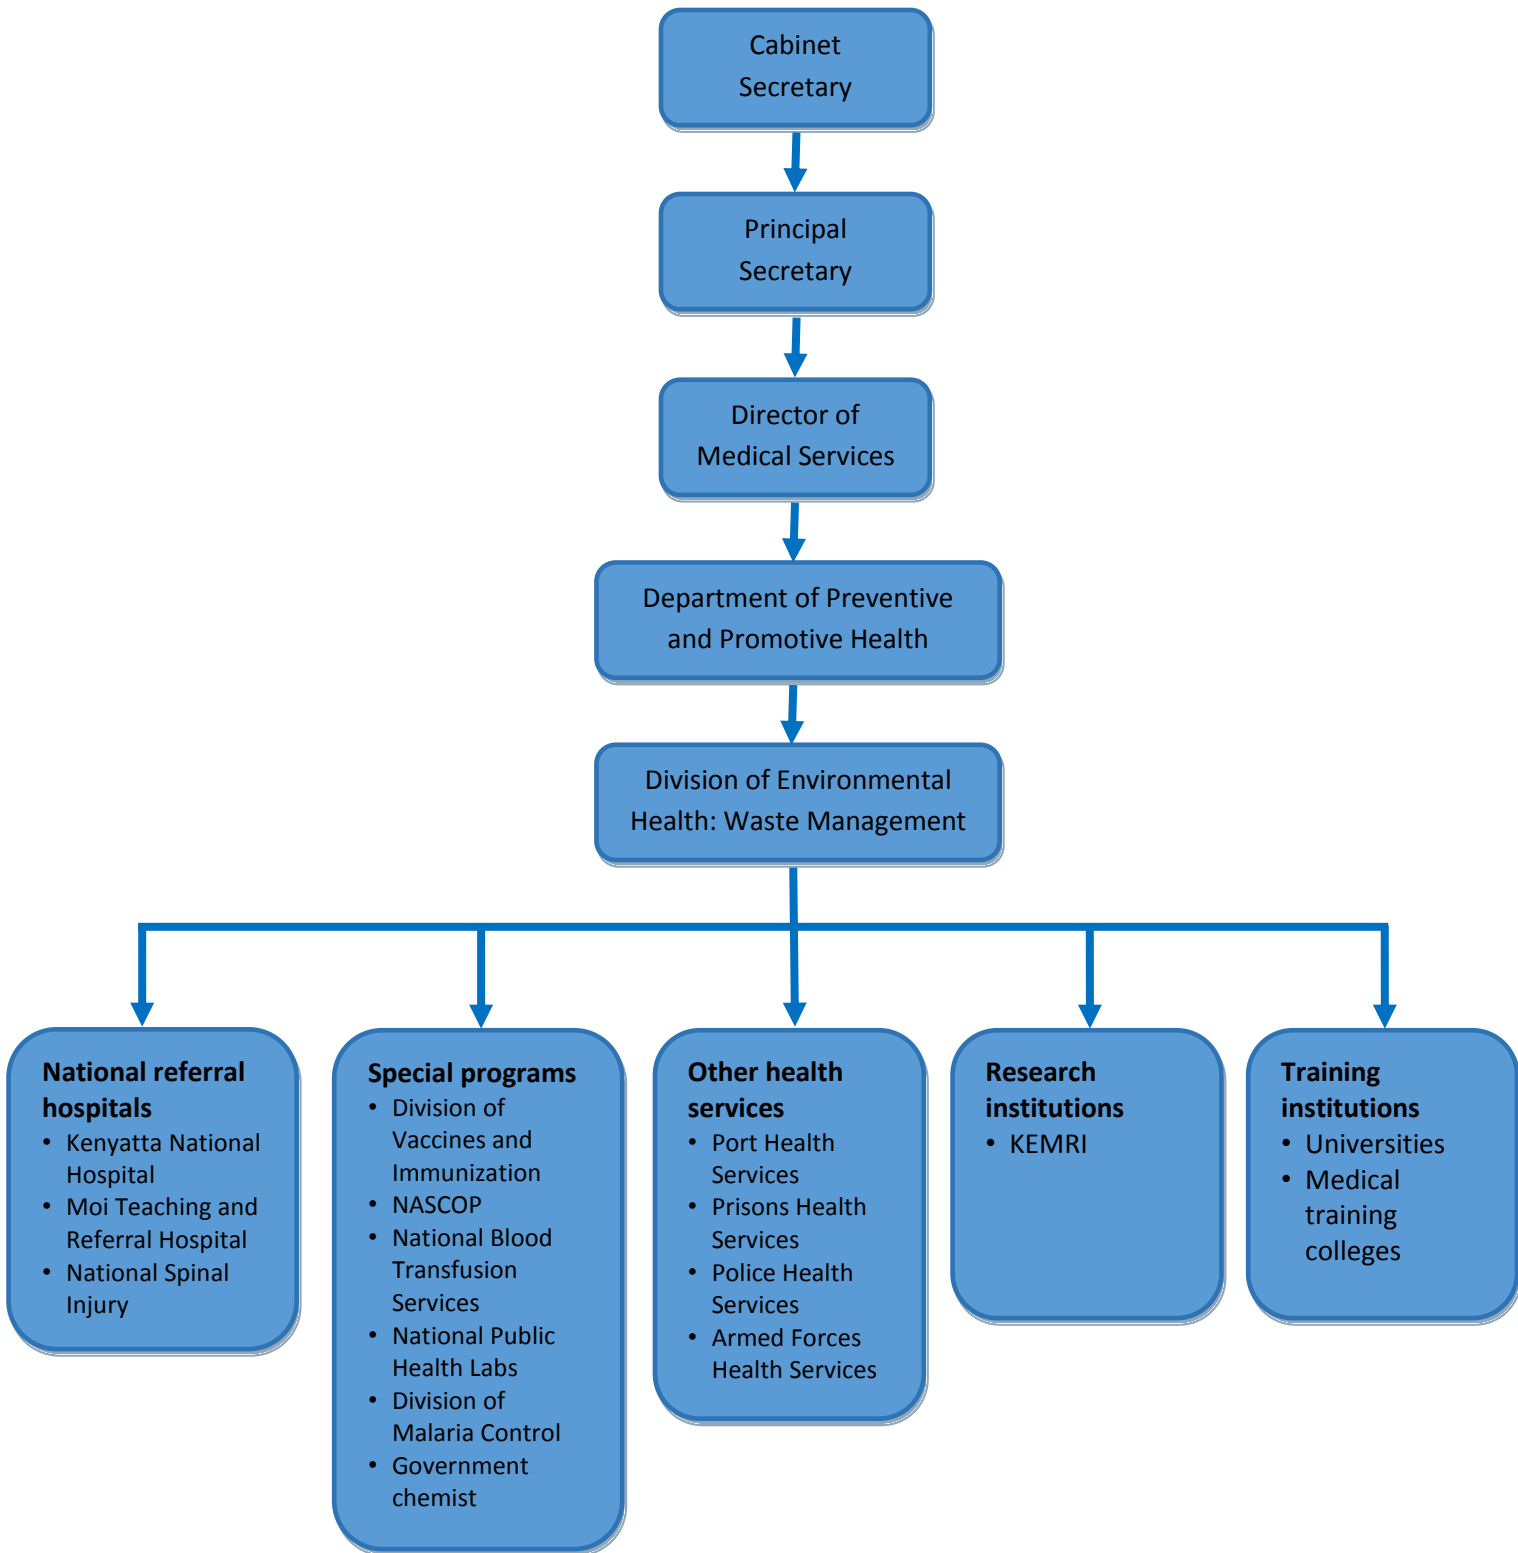 Cabinet
Secretary
Principal
Secretary
Director of
Medical Services
Department of Preventive
and Promotive Health
Division of Environmental
Health: Waste Management
National referral
hospitals
• Kenyatta National
Hospital
• Moi Teaching and
Referral Hospital
• National Spinal
Injury
Special programs
• Division of
Vaccines and
Immunization
• NASCOP
• National Blood
Transfusion
Services
• National Public
Health Labs
• Division of
Malaria Control
• Government
chemist
Other health
services
• Port Health
Services
• Prisons Health
Services
• Police Health
Services
• Armed Forces
Health Services
Research
institutions
• KEMRI
Training
institutions
• Universities
• Medical
training
colleges